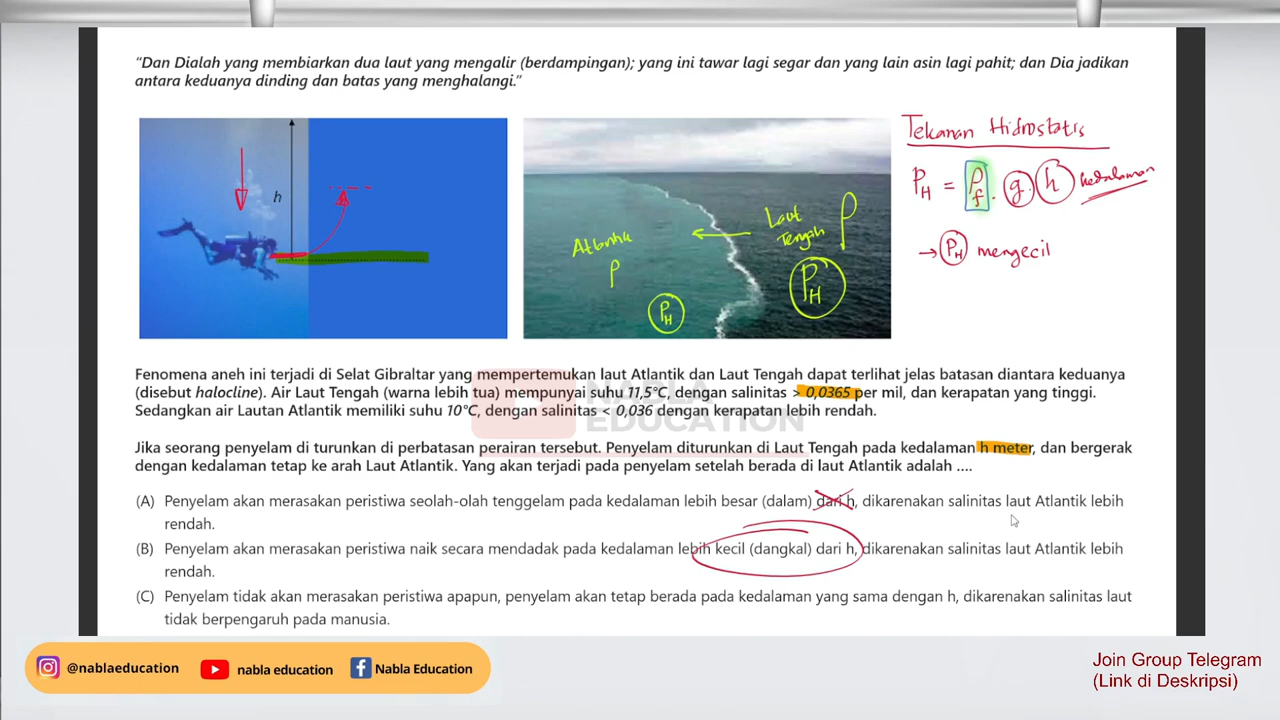 “Dan Dialah yang membiarkan dua laut yang mengalir (berdampingan); yang ini tawar lagi segar dan yang lain asin lagi pahit; dan Dia jadikan
antara keduanya dinding dan batas yang menghalangi.”
h
Atlantik
ρ
P_H
Laut
Tengah
ρ
P_H
Tekanan Hidrostatis
P_H = ρ_f . g . h kedalaman
→ P_H mengecil
Fenomena aneh ini terjadi di Selat Gibraltar yang mempertemukan laut Atlantik dan Laut Tengah dapat terlihat jelas batasan diantara keduanya
(disebut halocline). Air Laut Tengah (warna lebih tua) mempunyai suhu 11,5°C, dengan salinitas > 0,0365 per mil, dan kerapatan yang tinggi.
Sedangkan air Lautan Atlantik memiliki suhu 10°C, dengan salinitas < 0,036 dengan kerapatan lebih rendah.
NABLA
EDUCATION
Jika seorang penyelam di turunkan di perbatasan perairan tersebut. Penyelam diturunkan di Laut Tengah pada kedalaman h meter, dan bergerak
dengan kedalaman tetap ke arah Laut Atlantik. Yang akan terjadi pada penyelam setelah berada di laut Atlantik adalah ....
(A) Penyelam akan merasakan peristiwa seolah-olah tenggelam pada kedalaman lebih besar (dalam) dari h, dikarenakan salinitas laut Atlantik lebih
rendah.
(B) Penyelam akan merasakan peristiwa naik secara mendadak pada kedalaman lebih kecil (dangkal) dari h, dikarenakan salinitas laut Atlantik lebih
rendah.
(C) Penyelam tidak akan merasakan peristiwa apapun, penyelam akan tetap berada pada kedalaman yang sama dengan h, dikarenakan salinitas laut
tidak berpengaruh pada manusia.
@nablaeducation
nabla education
Nabla Education
Join Group Telegram
(Link di Deskripsi)